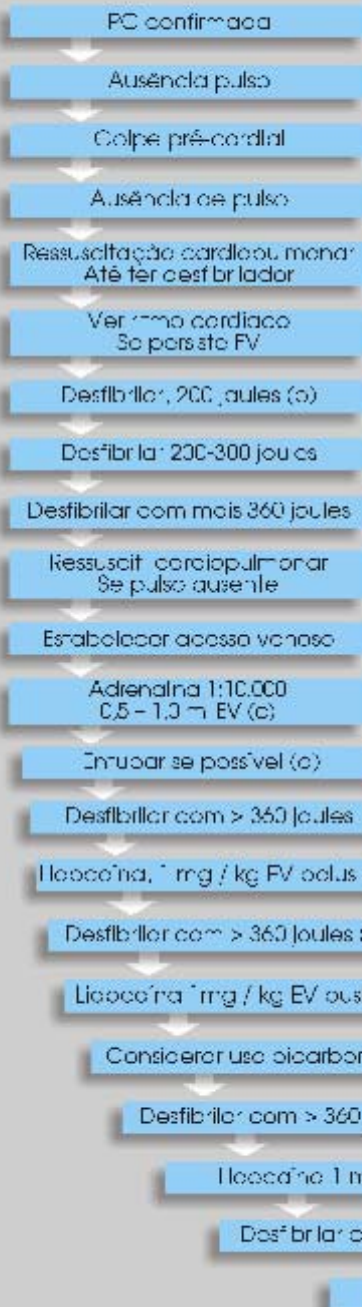 PC confirmada
Ausência pulso
Golpe pré-cordial
Ausência de pulso
Ressuscitação cardiopulmonar
Até ter desfibrilador
Ver ritmo cardíaco
Se persiste FV
Desfibrilar, 200 joules (b)
Desfibrilar 200-300 joules
Desfibrilar com mais 360 joules
Ressuscit. cardiopulmonar
Se pulso ausente
Estabelecer acesso venoso
Adrenalina 1:10.000
0,5 – 1,0 m EV (c)
Entubar se possível (d)
Desfibrilar com > 360 joules
Lidocaína, 1 mg / kg EV bolus
Desfibrilar com > 360 joules
Lidocaína 1mg / kg EV
Considerar uso bicarbon
Desfibrilar com > 360
Lidocaína 1 m
Desfibrilar c